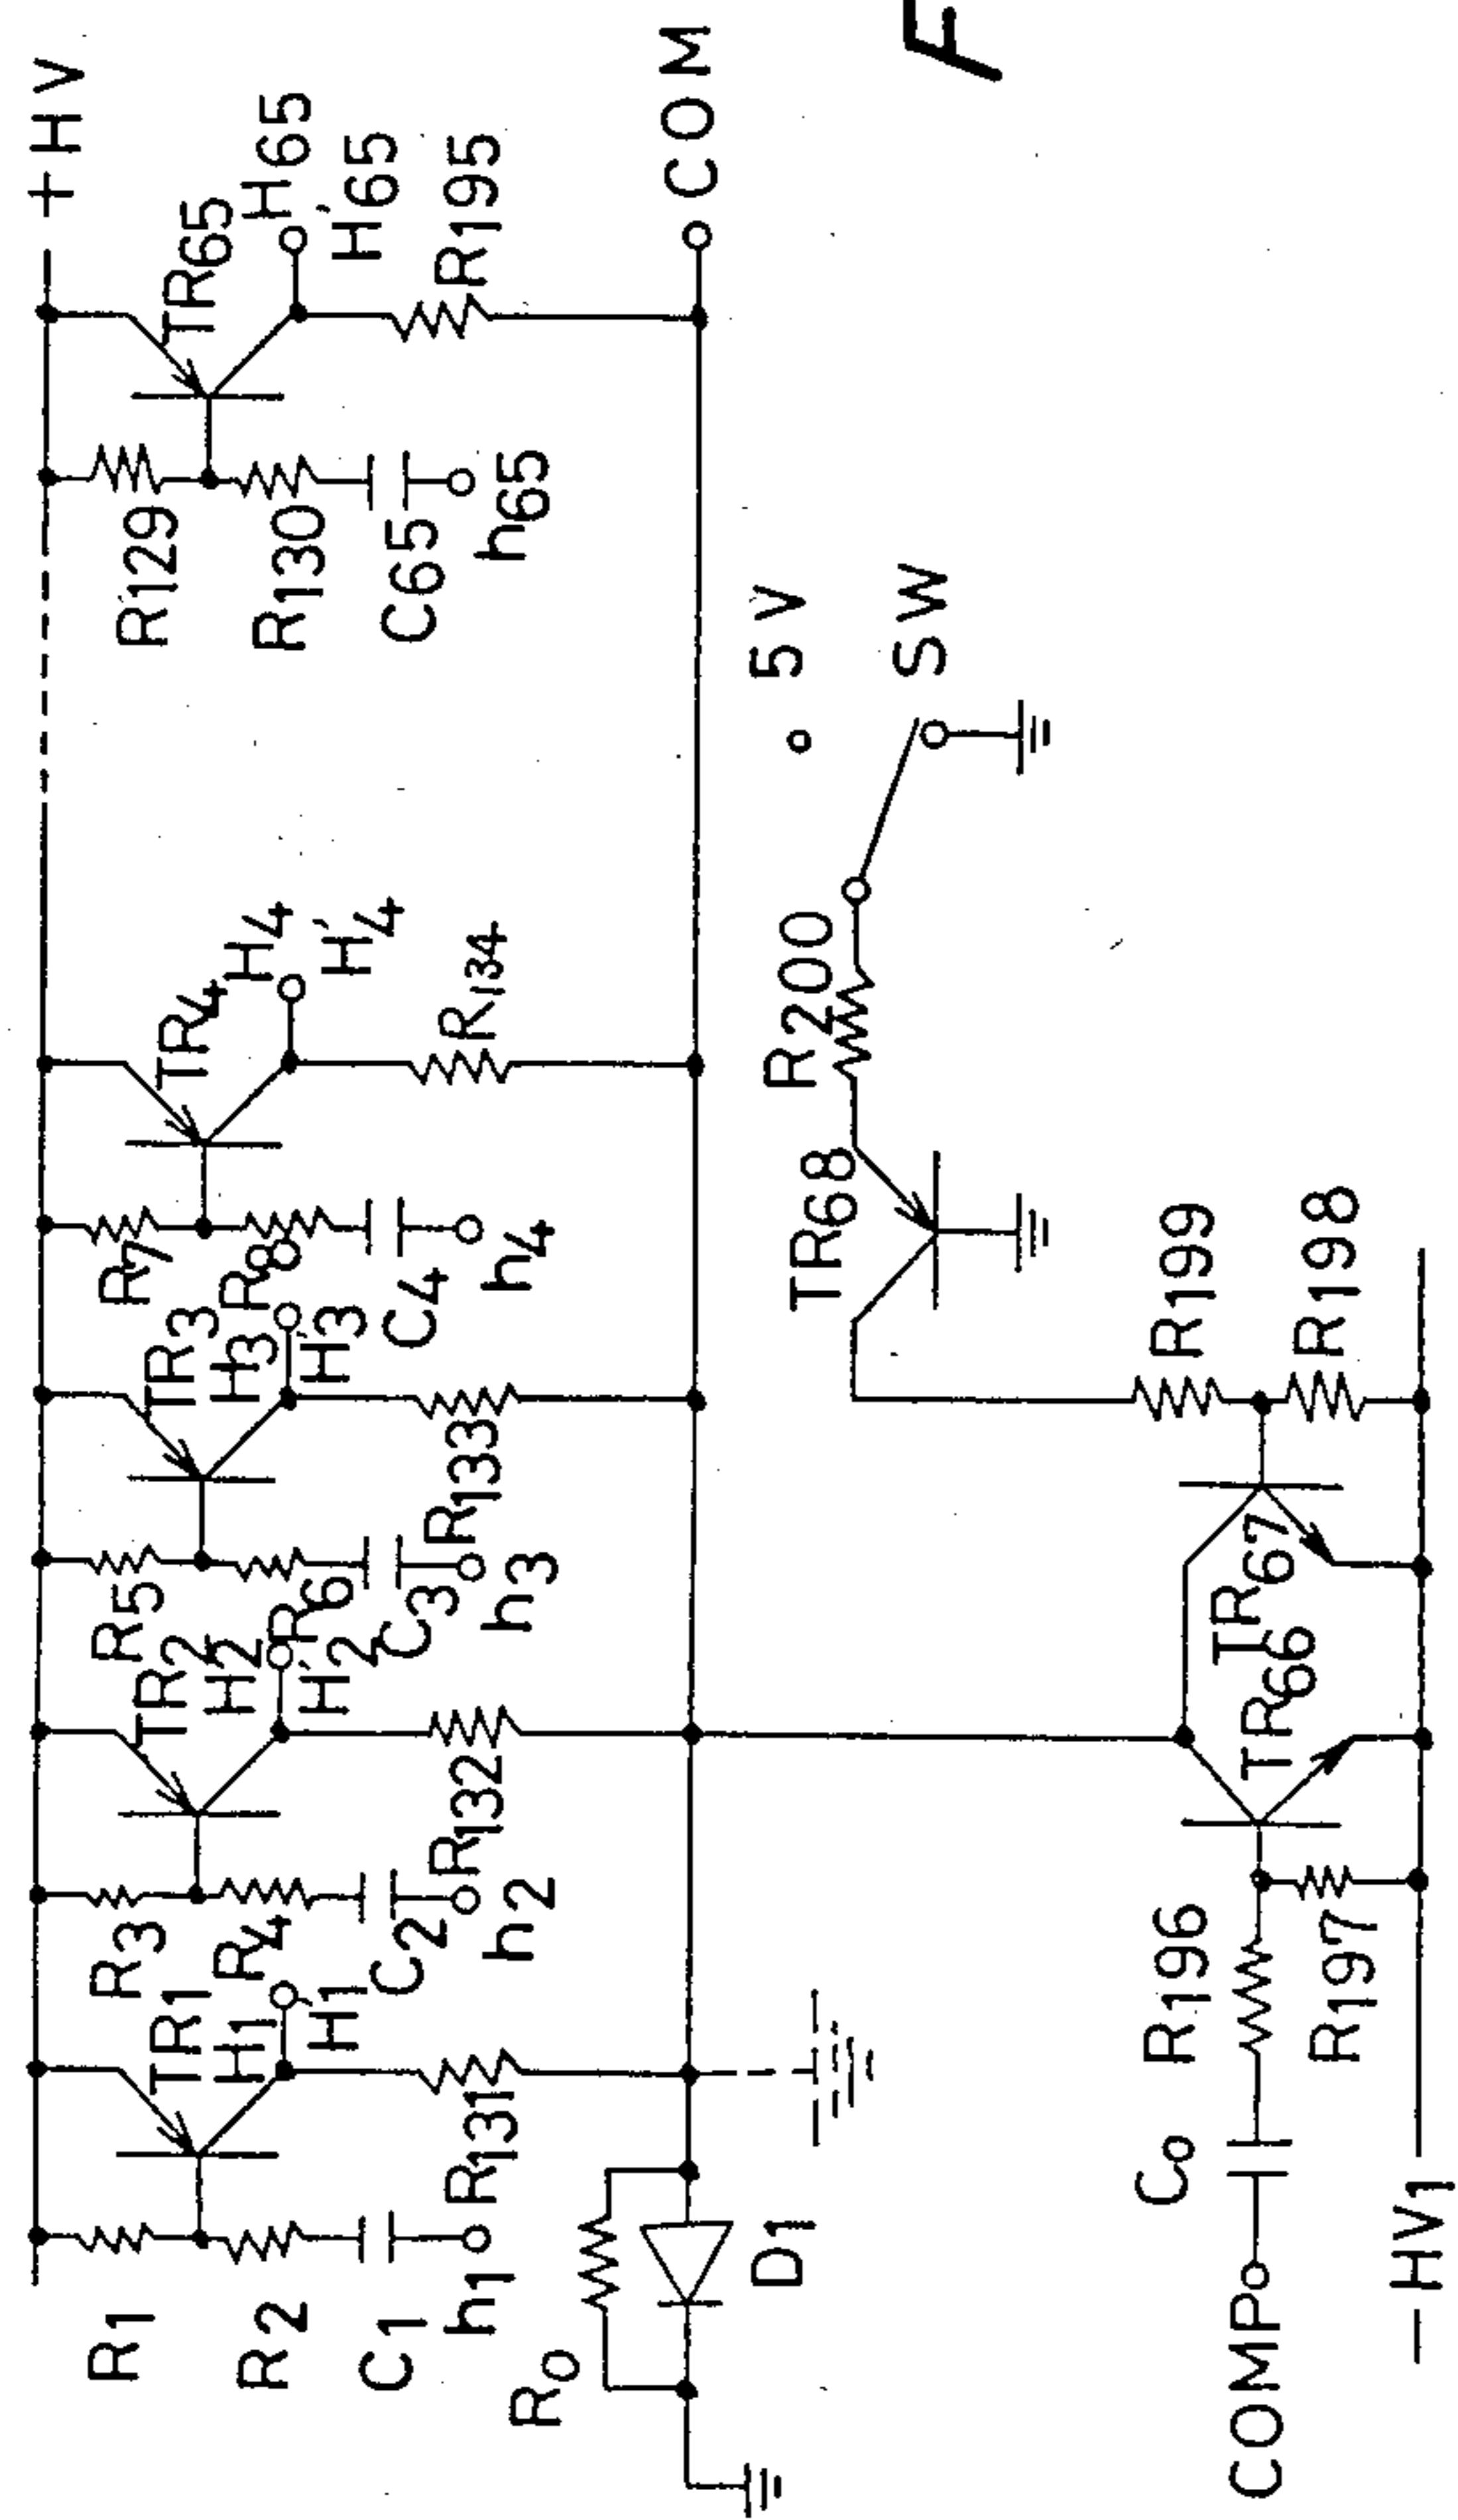 +HV
R1
R2
C1
h1
TR1
H1
H'1
R131
R3
R4
C2
h2
TR2
H2
H'2
R132
R5
R6
C3
h3
TR3
H3
H'3
R133
R7
R8
C4
h4
TR4
H4
H'4
R134
R129
R130
C65
h65
TR65
H65
H'65
R195
COM
R0
D1
5V
SW
R200
TR68
R199
R198
TR67
TR66
R196
R197
C0
COMP
-HV1